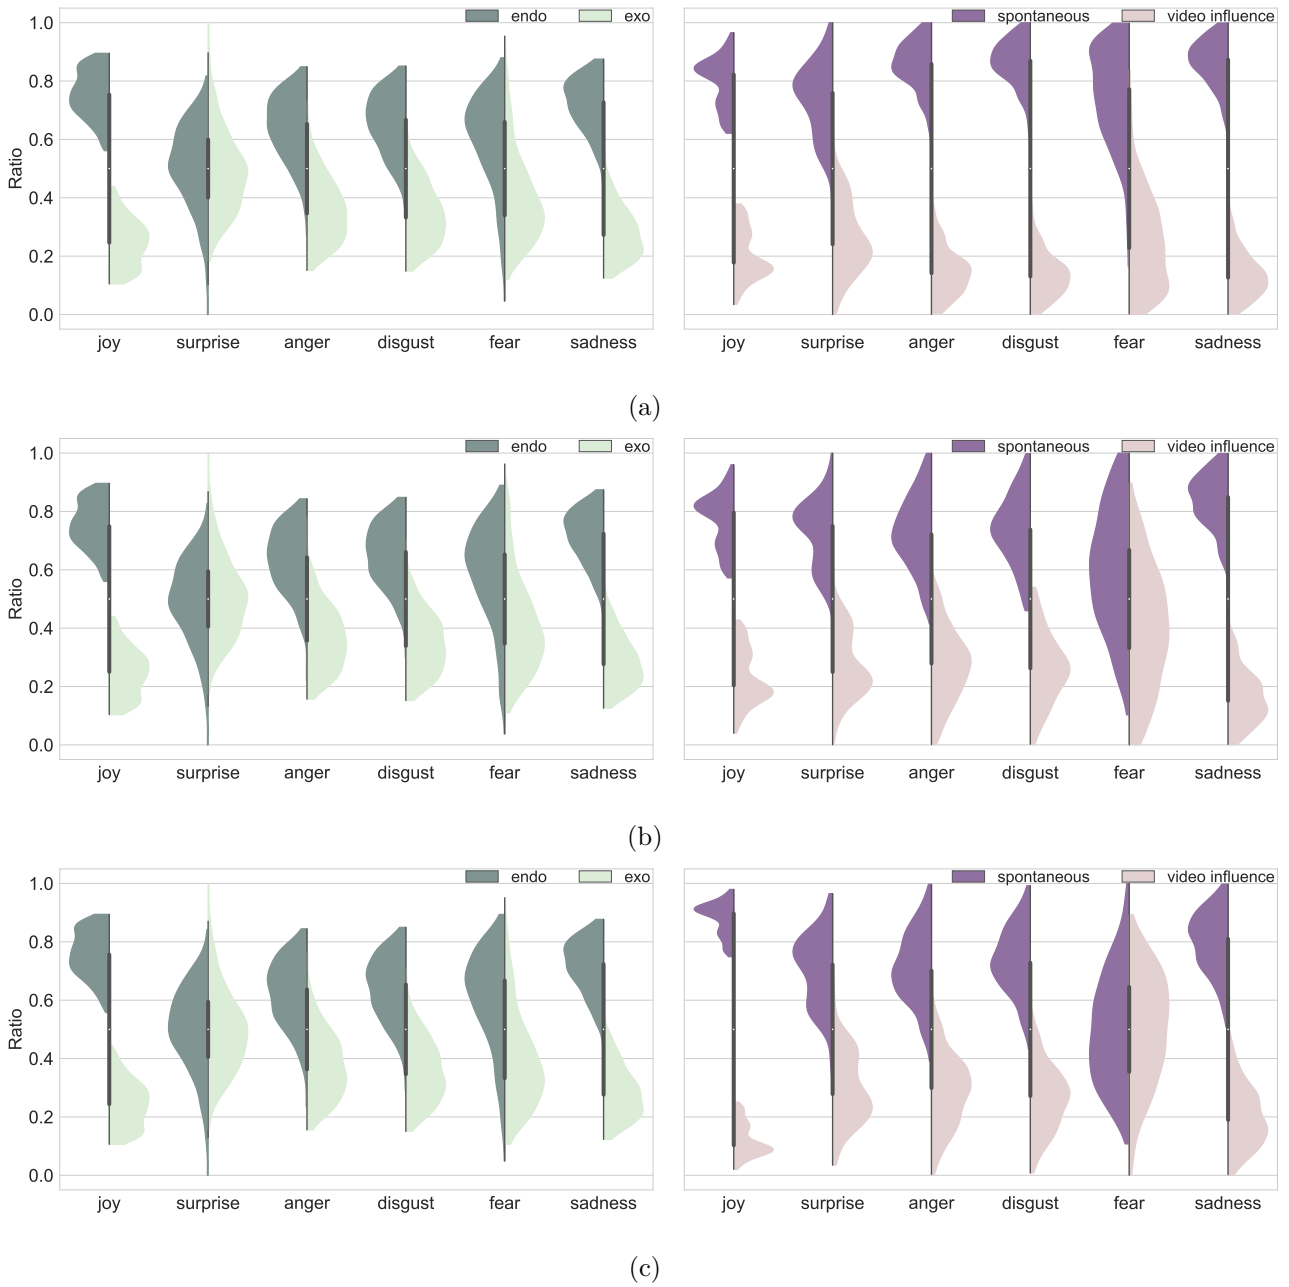 endo exo spontaneous video influence
1.0
0.8
0.6
0.4
0.2
0.0
Ratio
joy surprise anger disgust fear sadness joy surprise anger disgust fear sadness
(a)
endo exo spontaneous video influence
1.0
0.8
0.6
0.4
0.2
0.0
Ratio
joy surprise anger disgust fear sadness joy surprise anger disgust fear sadness
(b)
endo exo spontaneous video influence
1.0
0.8
0.6
0.4
0.2
0.0
Ratio
joy surprise anger disgust fear sadness joy surprise anger disgust fear sadness
(c)